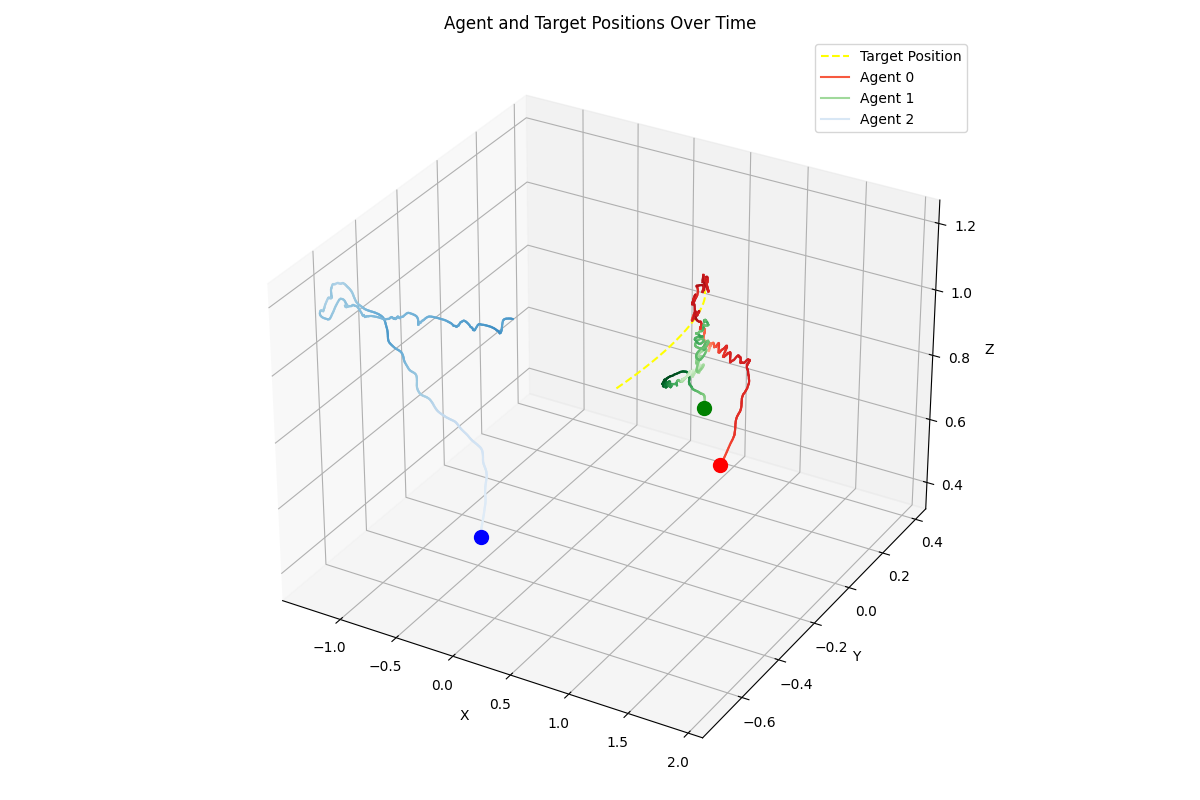 Agent and Target Positions Over Time
Target Position
Agent 0
Agent 1
Agent 2
1.2
1.0
Z
0.8
0.6
0.4
0.4
0.2
0.0
−0.2
Y
−0.4
−0.6
−1.0
−0.5
0.0
X
0.5
1.0
1.5
2.0